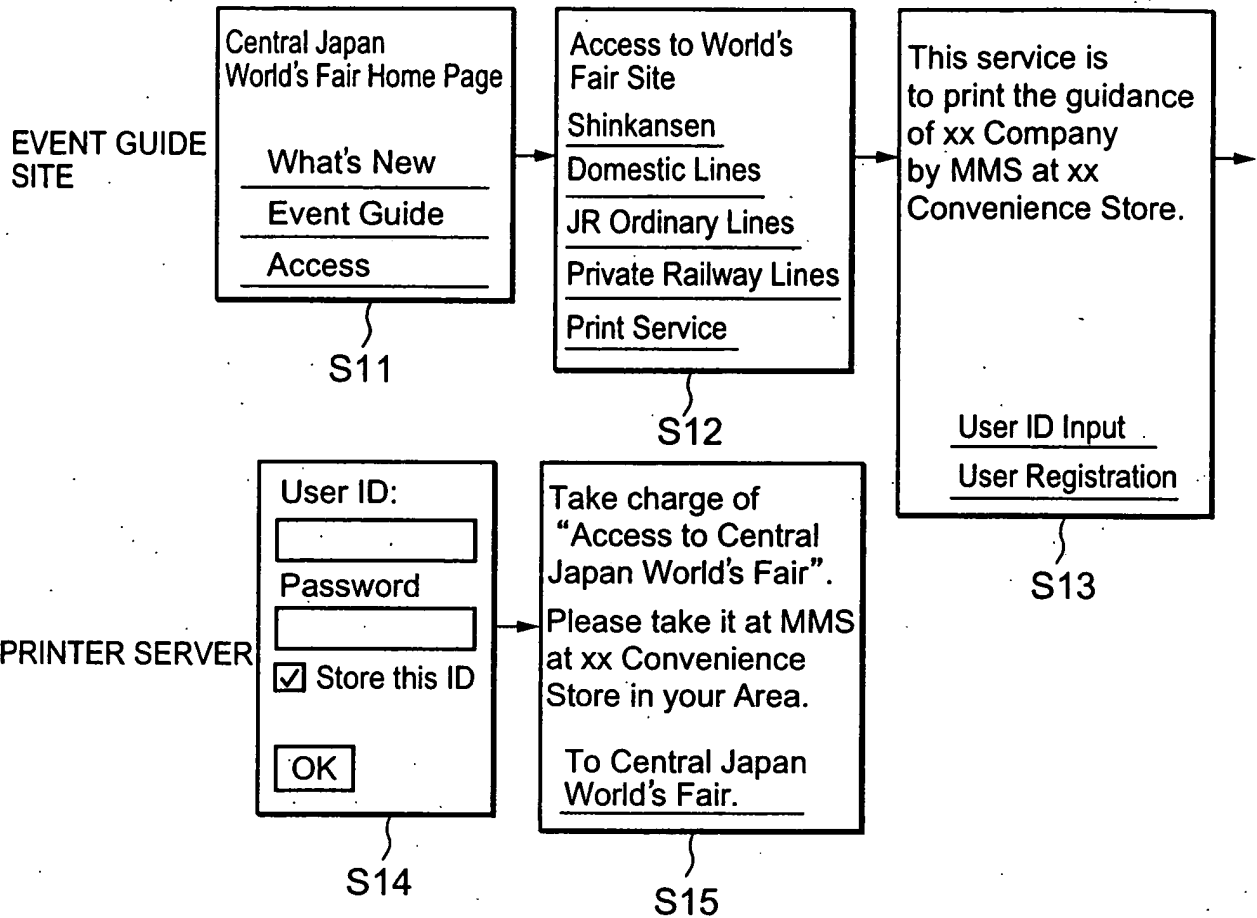 EVENT GUIDE
SITE
Central Japan
World's Fair Home Page
What's New
Event Guide
Access
S11
Access to World's
Fair Site
Shinkansen
Domestic Lines
JR Ordinary Lines
Private Railway Lines
Print Service
S12
This service is
to print the guidance
of xx Company
by MMS at xx
Convenience Store.
User ID Input
User Registration
S13
PRINTER SERVER
User ID:
Password
Store this ID
OK
S14
Take charge of
“Access to Central
Japan World's Fair”.
Please take it at MMS
at xx Convenience
Store in your Area.
To Central Japan
World's Fair.
S15